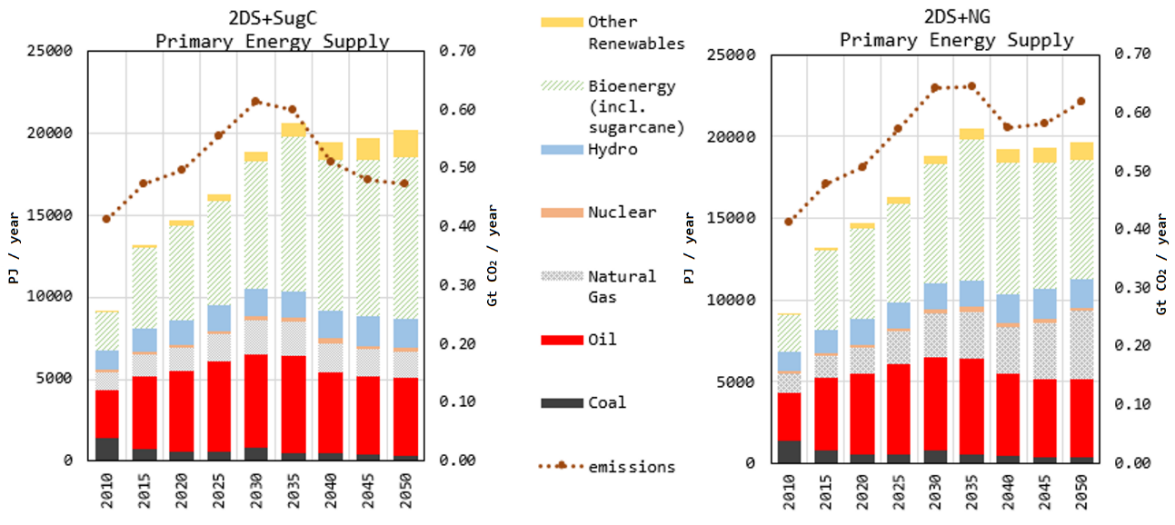 2DS+SugC
Primary Energy Supply
25000
20000
15000
10000
5000
0
PJ / year
0.70
0.60
0.50
0.40
0.30
0.20
0.10
0.00
Gt CO₂ / year
2010
2015
2020
2025
2030
2035
2040
2045
2050
Other
Renewables
Bioenergy
(incl.
sugarcane)
Hydro
Nuclear
Natural
Gas
Oil
Coal
emissions
2DS+NG
Primary Energy Supply
25000
20000
15000
10000
5000
0
PJ / year
0.70
0.60
0.50
0.40
0.30
0.20
0.10
0.00
Gt CO₂ / year
2010
2015
2020
2025
2030
2035
2040
2045
2050